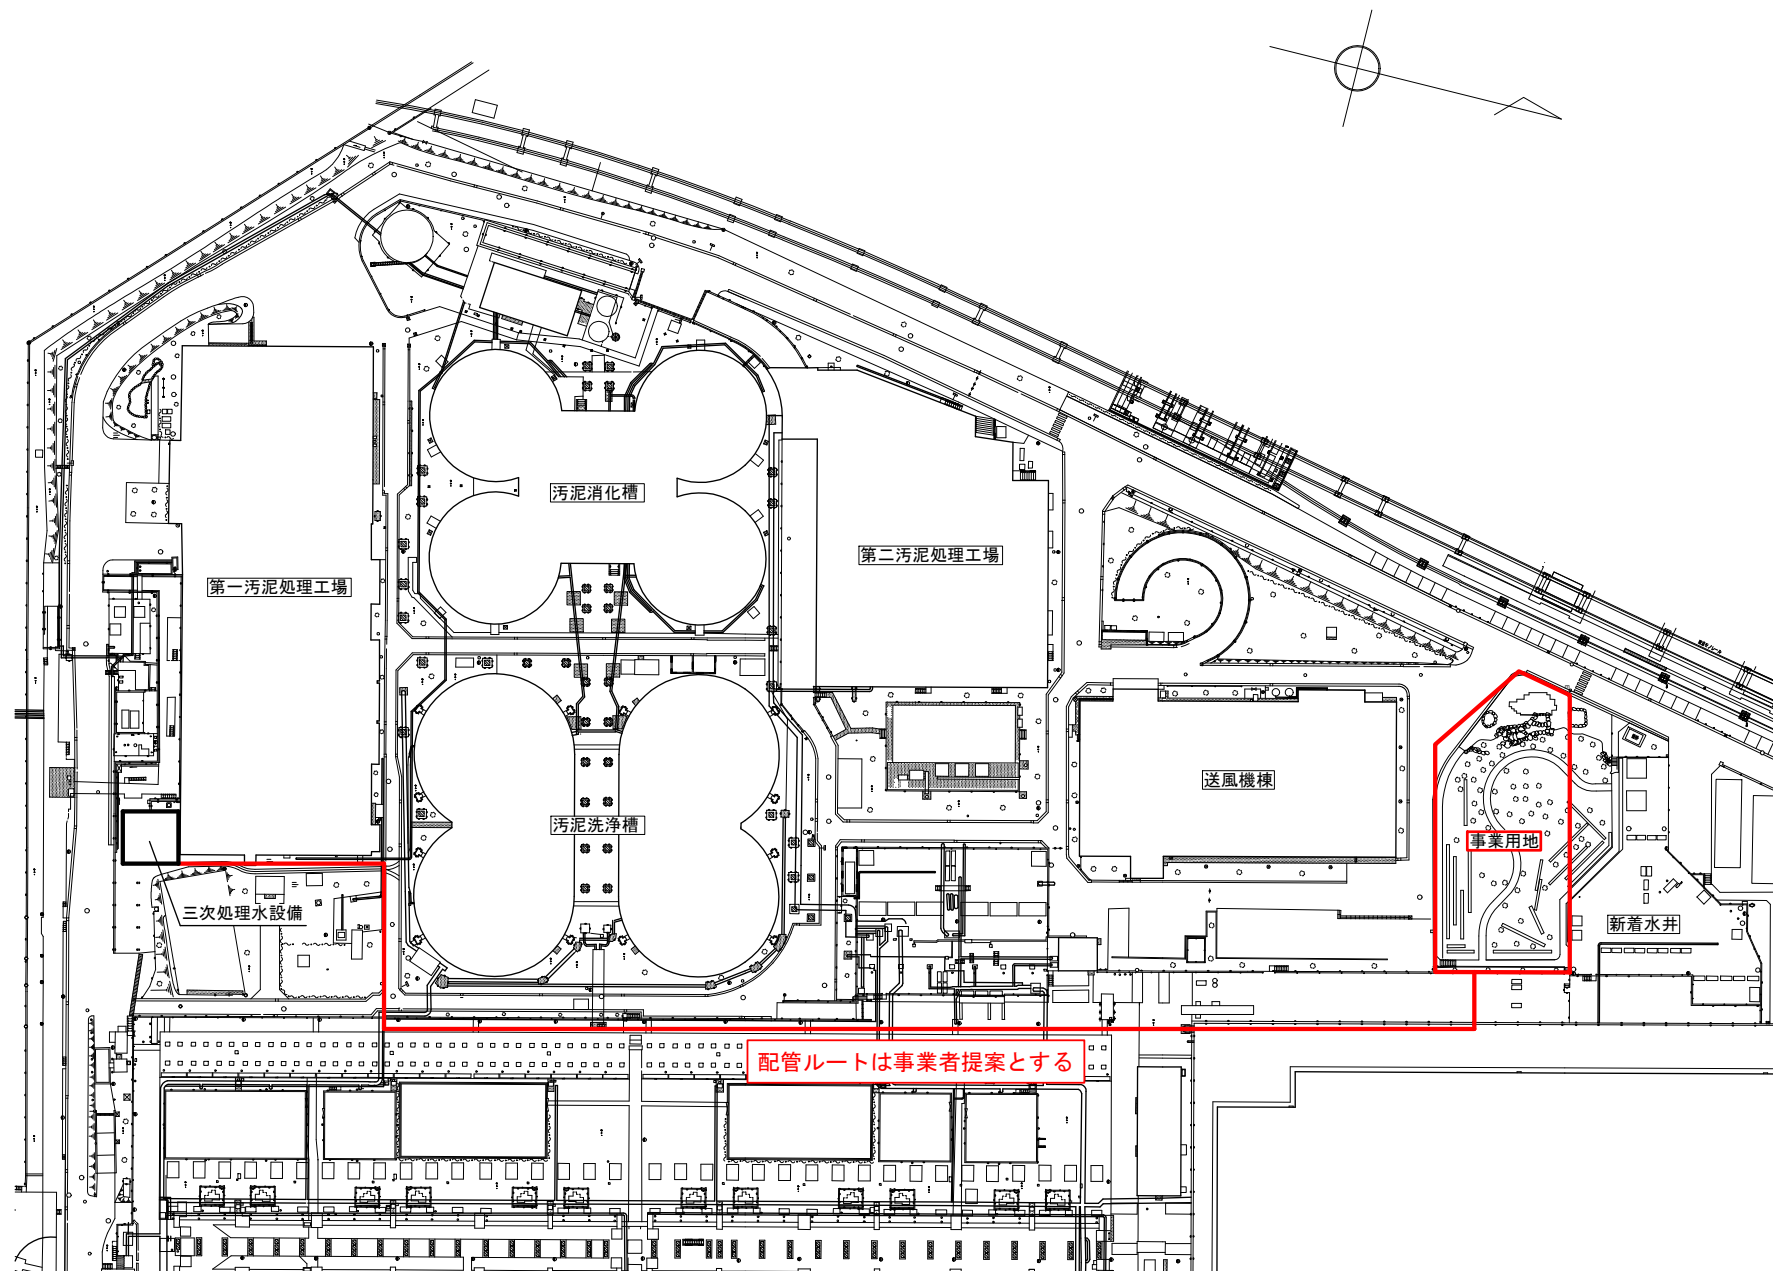 汚泥消化槽
第二汚泥処理工場
第一汚泥処理工場
送風機棟
汚泥洗浄槽
事業用地
三次処理水設備
新着水井
配管ルートは事業者提案とする